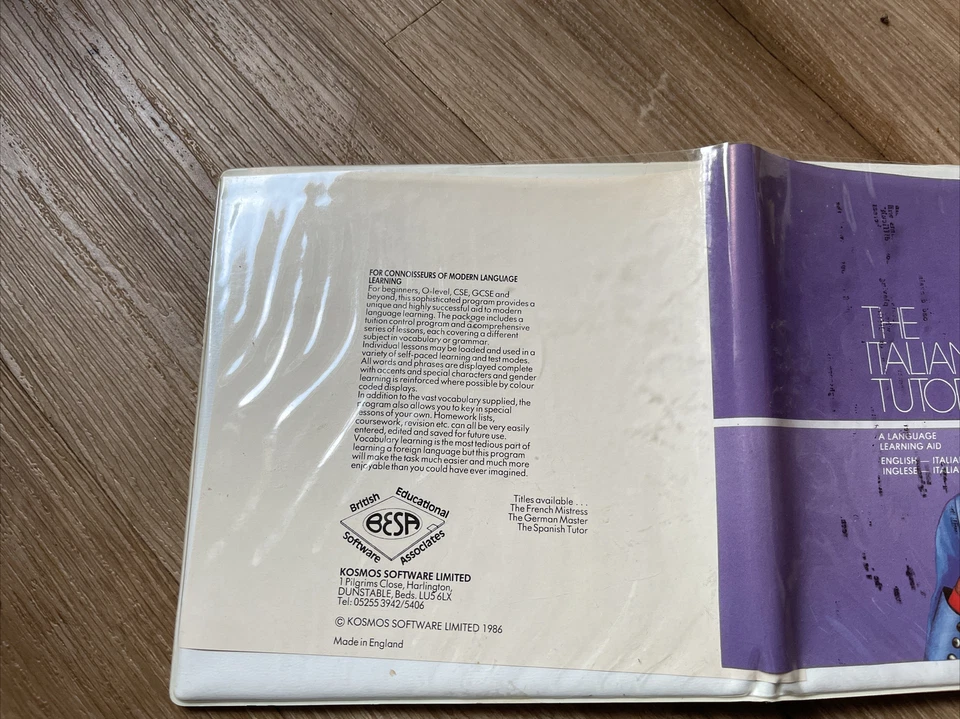 FOR CONNOISSEURS OF MODERN LANGUAGE
LEARNING
For beginners, O-level, CSE, GCSE and
beyond, this sophisticated program provides a
unique and highly successful aid to modern
language learning. The package includes a
tuition control program and a comprehensive
series of lessons, each covering a different
subject in vocabulary or grammar.
Individual lessons may be loaded and used in a
variety of self-paced learning and test modes.
All words and phrases are displayed complete
with accents and special characters and gender
learning is reinforced where possible by colour
coded displays.
In addition to the vast vocabulary supplied, the
program also allows you to key in special
lessons of your own. Homework lists,
coursework, revision etc. can all be very easily
entered, edited and saved for future use.
Vocabulary learning is the most tedious part of
learning a foreign language but this program
will make the task much easier and much more
enjoyable than you could have ever imagined.
British Educational
BESA
Software Associates
Titles available . . .
The French Mistress
The German Master
The Spanish Tutor
KOSMOS SOFTWARE LIMITED
1 Pilgrims Close, Harlington,
DUNSTABLE, Beds. LU5 6LX
Tel: 05255 3942/5406
© KOSMOS SOFTWARE LIMITED 1986
Made in England
THE
ITALIAN
TUTO
A LANGUAGE
LEARNING AID
ENGLISH — ITALIA
INGLESE — ITALIA